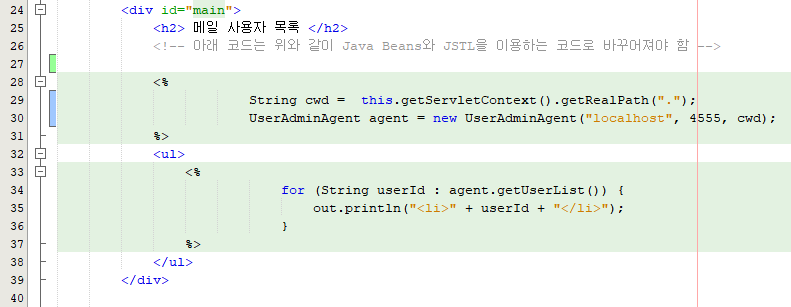 24 <div id="main">
25 <h2> 메일 사용자 목록 </h2>
26 <!-- 아래 코드는 위와 같이 Java Beans와 JSTL을 이용하는 코드로 바꾸어져야 함 -->
27
28 <%
29 String cwd = this.getServletContext().getRealPath(".");
30 UserAdminAgent agent = new UserAdminAgent("localhost", 4555, cwd);
31 %>
32 <ul>
33 <%
34 for (String userId : agent.getUserList()) {
35 out.println("<li>" + userId + "</li>");
36 }
37 %>
38 </ul>
39 </div>
40